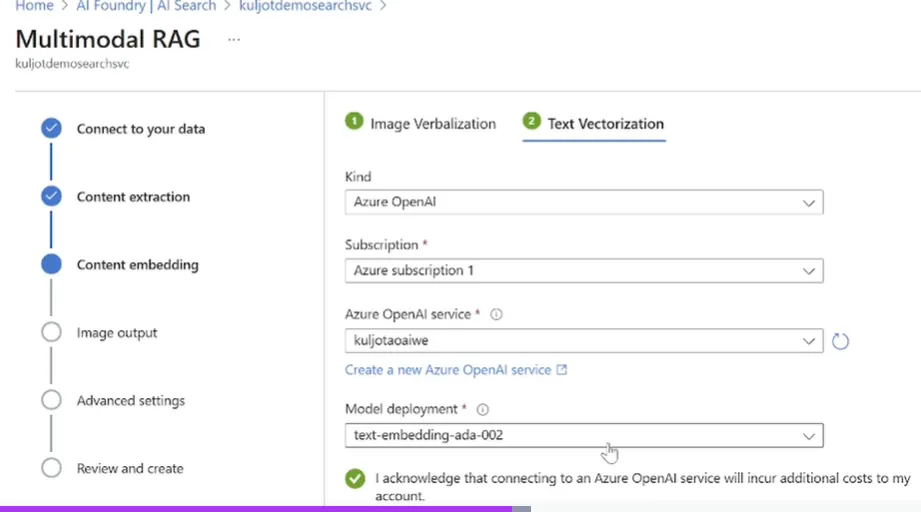 Home > AI Foundry | AI Search > kuljotdemosearchsvc >
Multimodal RAG ...
kuljotdemosearchsvc
Connect to your data
Content extraction
Content embedding
Image output
Advanced settings
Review and create
1 Image Verbalization
2 Text Vectorization
Kind
Azure OpenAI
Subscription *
Azure subscription 1
Azure OpenAI service *
kuljotaoaiwe
Create a new Azure OpenAI service
Model deployment *
text-embedding-ada-002
I acknowledge that connecting to an Azure OpenAI service will incur additional costs to my
account.